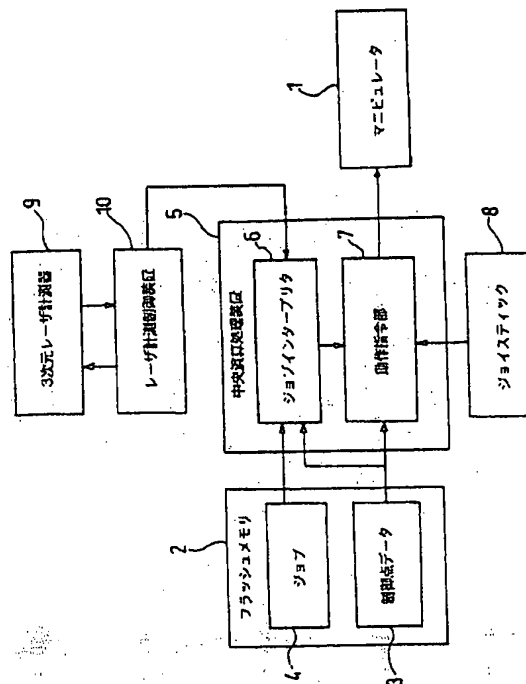 9
3次元レーザ計測器
10
レーザ計測制御装置
5
中央演算処理装置
6
ジョブインタープリタ
7
動作指令部
1
マニピュレータ
2
フラッシュメモリ
ジョブ
4
制御点データ
3
8
ジョイスティック